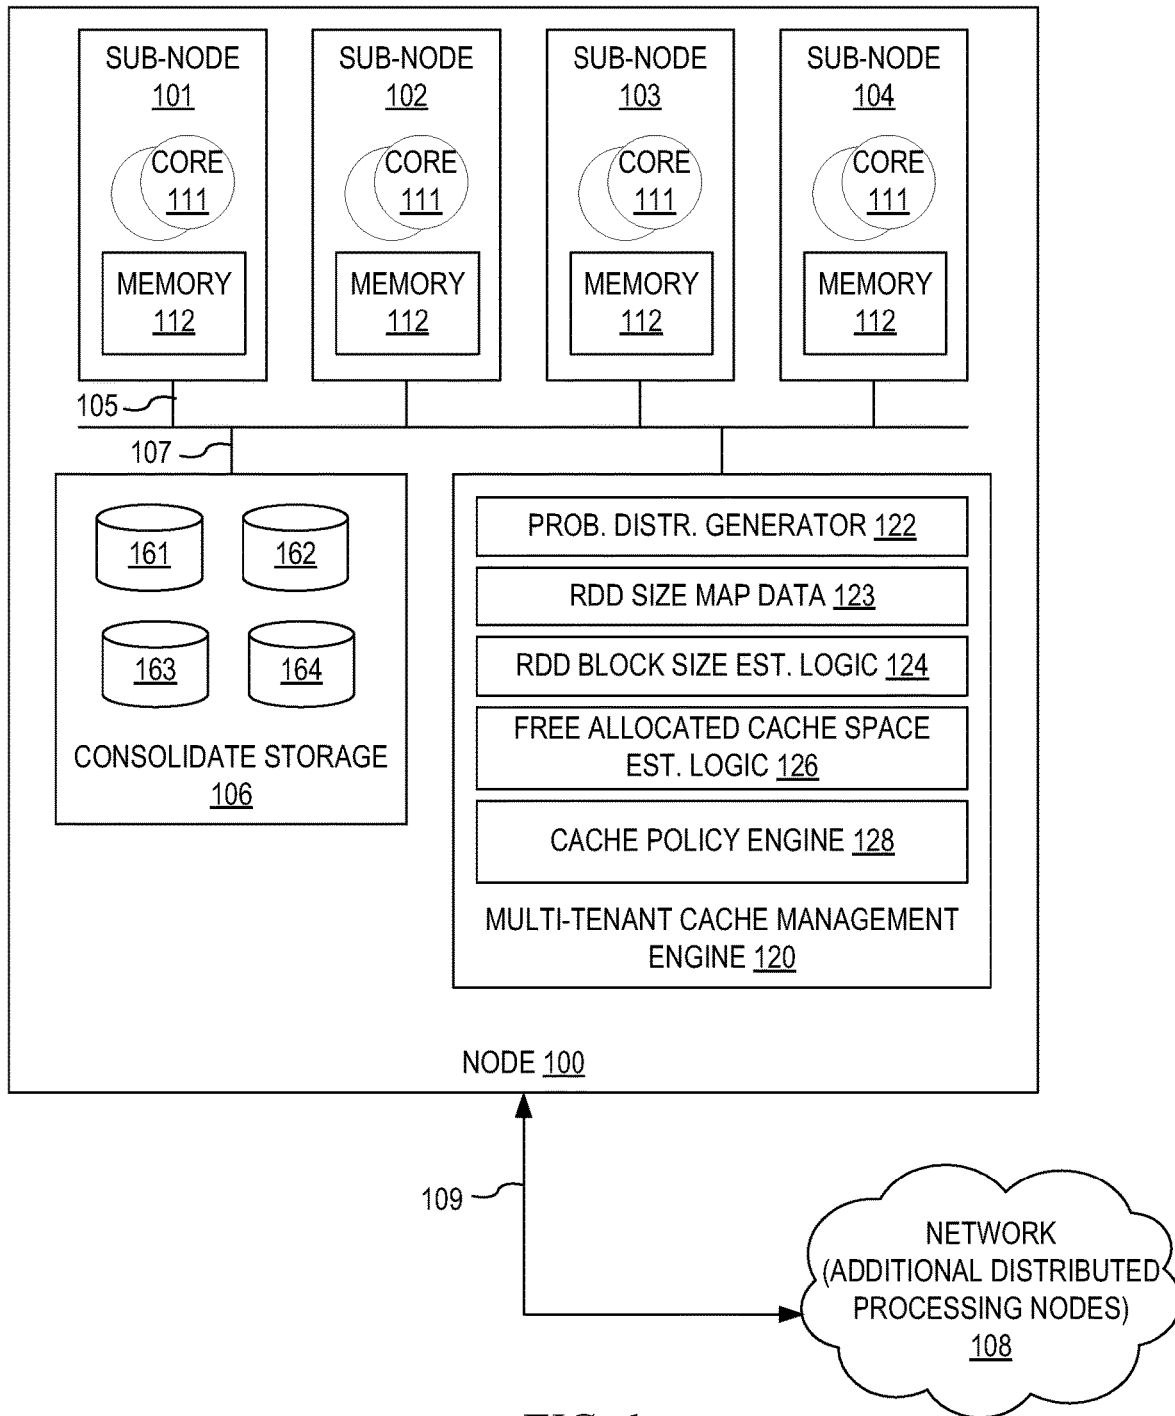 SUB-NODE
101
CORE
111
MEMORY
112
SUB-NODE
102
CORE
111
MEMORY
112
SUB-NODE
103
CORE
111
MEMORY
112
SUB-NODE
104
CORE
111
MEMORY
112
105
107
161
162
163
164
CONSOLIDATE STORAGE
106
PROB. DISTR. GENERATOR 122
RDD SIZE MAP DATA 123
RDD BLOCK SIZE EST. LOGIC 124
FREE ALLOCATED CACHE SPACE
EST. LOGIC 126
CACHE POLICY ENGINE 128
MULTI-TENANT CACHE MANAGEMENT
ENGINE 120
NODE 100
109
NETWORK
(ADDITIONAL DISTRIBUTED
PROCESSING NODES)
108